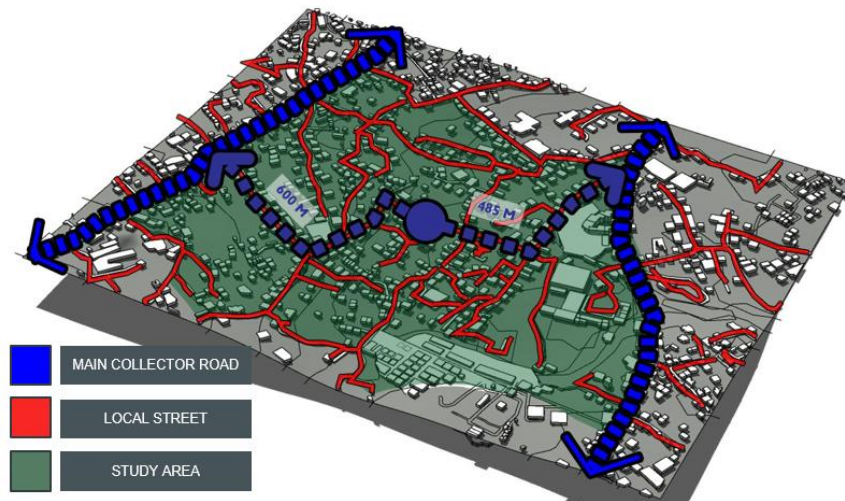 600 M
485 M
MAIN COLLECTOR ROAD
LOCAL STREET
STUDY AREA